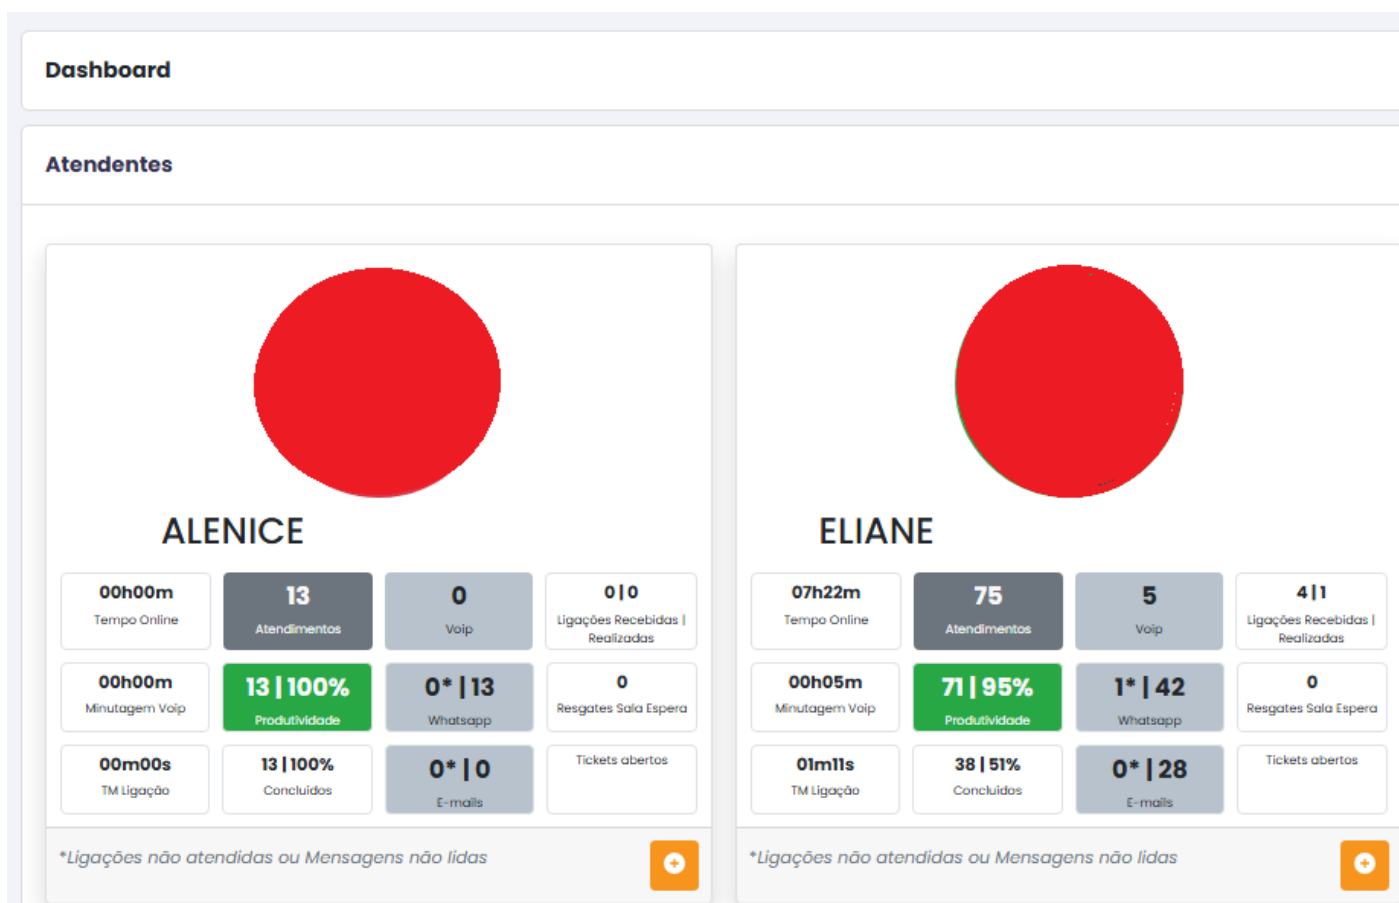 Dashboard
Atendentes
ALENICE
00h00m
Tempo Online
13
Atendimentos
0
Voip
0|0
Ligações Recebidas |
Realizadas
00h00m
Minutagem Voip
13 | 100%
Produtividade
0* | 13
Whatsapp
0
Resgates Sala Espera
00m00s
TM Ligação
13 | 100%
Concluídos
0* | 0
E-mails
Tickets abertos
*Ligações não atendidas ou Mensagens não lidas
ELIANE
07h22m
Tempo Online
75
Atendimentos
5
Voip
4|1
Ligações Recebidas |
Realizadas
00h05m
Minutagem Voip
71 | 95%
Produtividade
1* | 42
Whatsapp
0
Resgates Sala Espera
01m11s
TM Ligação
38 | 51%
Concluídos
0* | 28
E-mails
Tickets abertos
*Ligações não atendidas ou Mensagens não lidas